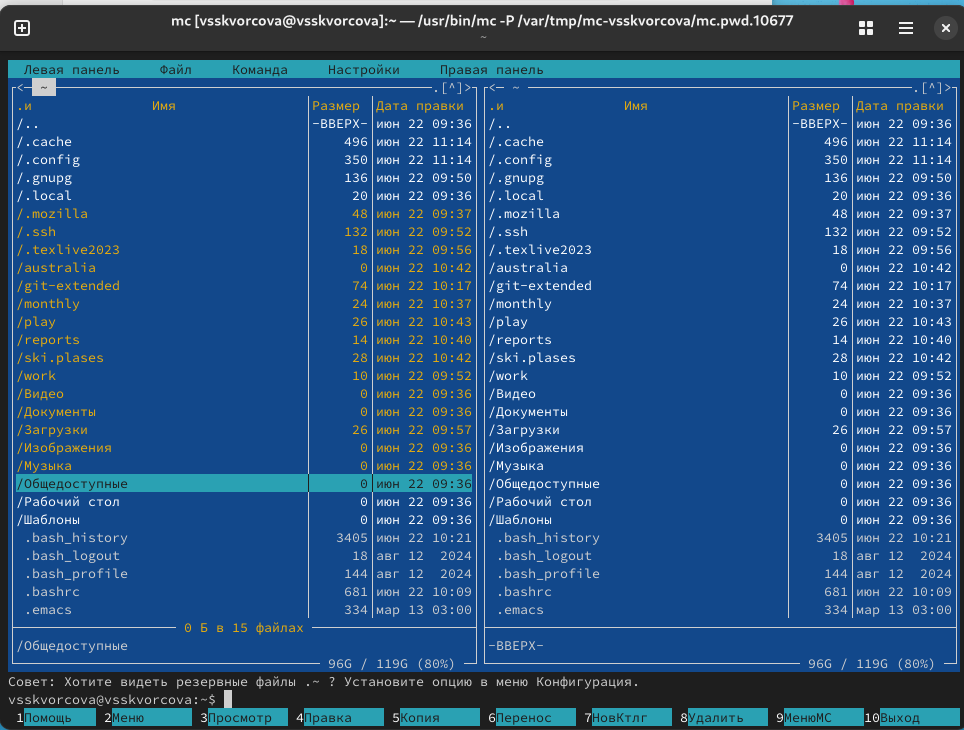 mc [vsskvorcova@vsskvorcova]:~ — /usr/bin/mc -P /var/tmp/mc-vsskvorcova/mc.pwd.10677
~
Левая панель Файл Команда Настройки Правая панель
<— ~ .[^]> <— ~ .[^]>
.и Имя Размер Дата правки .и Имя Размер Дата правки
/.. -ВВЕРХ- июн 22 09:36 /.. -ВВЕРХ- июн 22 09:36
/.cache 496 июн 22 11:14 /.cache 496 июн 22 11:14
/.config 350 июн 22 11:14 /.config 350 июн 22 11:14
/.gnupg 136 июн 22 09:50 /.gnupg 136 июн 22 09:50
/.local 20 июн 22 09:36 /.local 20 июн 22 09:36
/.mozilla 48 июн 22 09:37 /.mozilla 48 июн 22 09:37
/.ssh 132 июн 22 09:52 /.ssh 132 июн 22 09:52
/.texlive2023 18 июн 22 09:56 /.texlive2023 18 июн 22 09:56
/australia 0 июн 22 10:42 /australia 0 июн 22 10:42
/git-extended 74 июн 22 10:17 /git-extended 74 июн 22 10:17
/monthly 24 июн 22 10:37 /monthly 24 июн 22 10:37
/play 26 июн 22 10:43 /play 26 июн 22 10:43
/reports 14 июн 22 10:40 /reports 14 июн 22 10:40
/ski.plases 28 июн 22 10:42 /ski.plases 28 июн 22 10:42
/work 10 июн 22 09:52 /work 10 июн 22 09:52
/Видео 0 июн 22 09:36 /Видео 0 июн 22 09:36
/Документы 0 июн 22 09:36 /Документы 0 июн 22 09:36
/Загрузки 26 июн 22 09:57 /Загрузки 26 июн 22 09:57
/Изображения 0 июн 22 09:36 /Изображения 0 июн 22 09:36
/Музыка 0 июн 22 09:36 /Музыка 0 июн 22 09:36
/Общедоступные 0 июн 22 09:36 /Общедоступные 0 июн 22 09:36
/Рабочий стол 0 июн 22 09:36 /Рабочий стол 0 июн 22 09:36
/Шаблоны 0 июн 22 09:36 /Шаблоны 0 июн 22 09:36
.bash_history 3405 июн 22 10:21 .bash_history 3405 июн 22 10:21
.bash_logout 18 авг 12 2024 .bash_logout 18 авг 12 2024
.bash_profile 144 авг 12 2024 .bash_profile 144 авг 12 2024
.bashrc 681 июн 22 10:09 .bashrc 681 июн 22 10:09
.emacs 334 мар 13 03:00 .emacs 334 мар 13 03:00
0 Б в 15 файлах
/Общедоступные -ВВЕРХ-
96G / 119G (80%) 96G / 119G (80%)
Совет: Хотите видеть резервные файлы .~ ? Установите опцию в меню Конфигурация.
vsskvorcova@vsskvorcova:~$
1Помощь 2Меню 3Просмотр 4Правка 5Копия 6Перенос 7НовКтлг 8Удалить 9МенюМС 10Выход